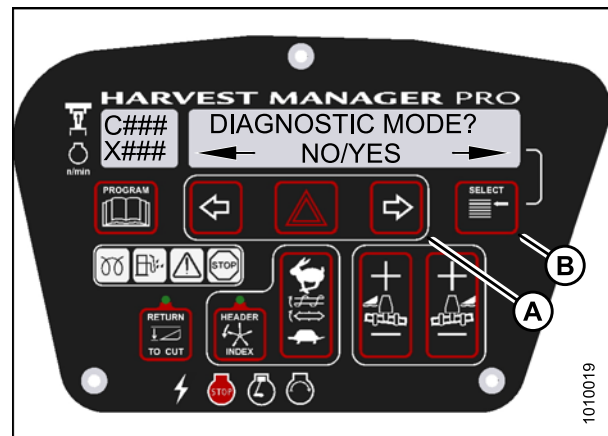 HARVEST MANAGER PRO
C###
X###
n/min
DIAGNOSTIC MODE?
NO/YES
PROGRAM
SELECT
B
A
STOP
RETURN
TO CUT
HEADER
INDEX
STOP
1010019